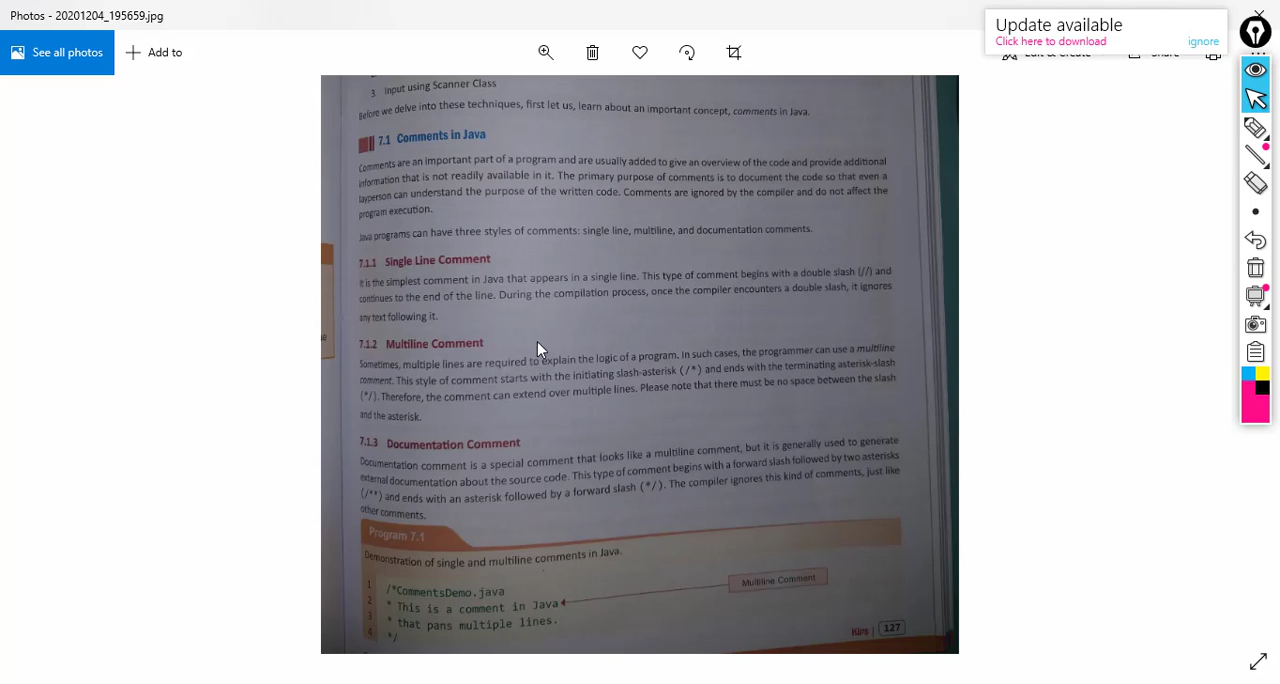 Photos - 20201204_195659.jpg
Update available
Click here to download
ignore
See all photos
Add to
3 Input using Scanner Class
Before we delve into these techniques, first let us, learn about an important concept, comments in Java.
7.1 Comments in Java
Comments are an important part of a program and are usually added to give an overview of the code and provide additional
information that is not readily available in it. The primary purpose of comments is to document the code so that even a
layperson can understand the purpose of the written code. Comments are ignored by the compiler and do not affect the
program execution.
Java programs can have three styles of comments: single line, multiline, and documentation comments.
7.1.1 Single Line Comment
It is the simplest comment in Java that appears in a single line. This type of comment begins with a double slash (//) and
continues to the end of the line. During the compilation process, once the compiler encounters a double slash, it ignores
any text following it.
7.1.2 Multiline Comment
Sometimes, multiple lines are required to explain the logic of a program. In such cases, the programmer can use a multiline
comment. This style of comment starts with the initiating slash-asterisk (/*) and ends with the terminating asterisk-slash
(*/). Therefore, the comment can extend over multiple lines. Please note that there must be no space between the slash
and the asterisk.
7.1.3 Documentation Comment
Documentation comment is a special comment that looks like a multiline comment, but it is generally used to generate
external documentation about the source code. This type of comment begins with a forward slash followed by two asterisks
(/**) and ends with an asterisk followed by a forward slash (*/). The compiler ignores this kind of comments, just like
other comments.
Program 7.1
Demonstration of single and multiline comments in Java.
1 /*CommentsDemo.java
2 * This is a comment in Java
Multiline Comment
3 * that pans multiple lines.
4 */
Kips | 127